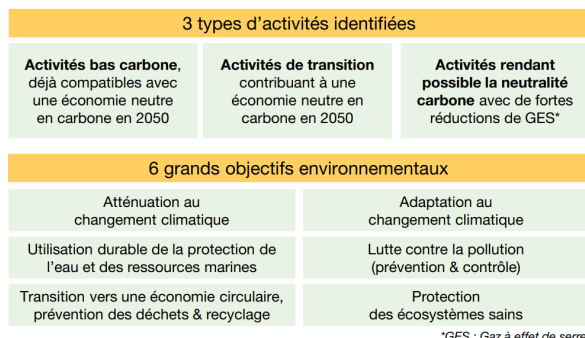 3 types d’activités identifiées
Activités bas carbone,
déjà compatibles avec
une économie neutre
en carbone en 2050
Activités de transition
contribuant à une
économie neutre en
carbone en 2050
Activités rendant
possible la neutralité
carbone avec de fortes
réductions de GES*
6 grands objectifs environnementaux
Atténuation au
changement climatique
Adaptation au
changement climatique
Utilisation durable de la protection de
l’eau et des ressources marines
Lutte contre la pollution
(prévention & contrôle)
Transition vers une économie circulaire,
prévention des déchets & recyclage
Protection
des écosystèmes sains
*GES : Gaz à effet de serre